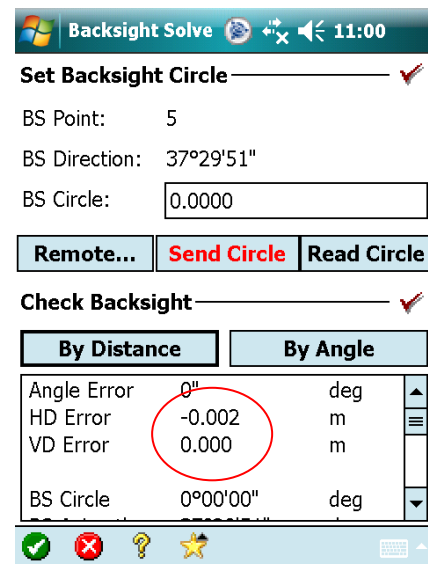 Backsight Solve 11:00
Set Backsight Circle
BS Point: 5
BS Direction: 37°29'51"
BS Circle: 0.0000
Remote... Send Circle Read Circle
Check Backsight
By Distance By Angle
Angle Error 0" deg
HD Error -0.002 m
VD Error 0.000 m
BS Circle 0°00'00" deg